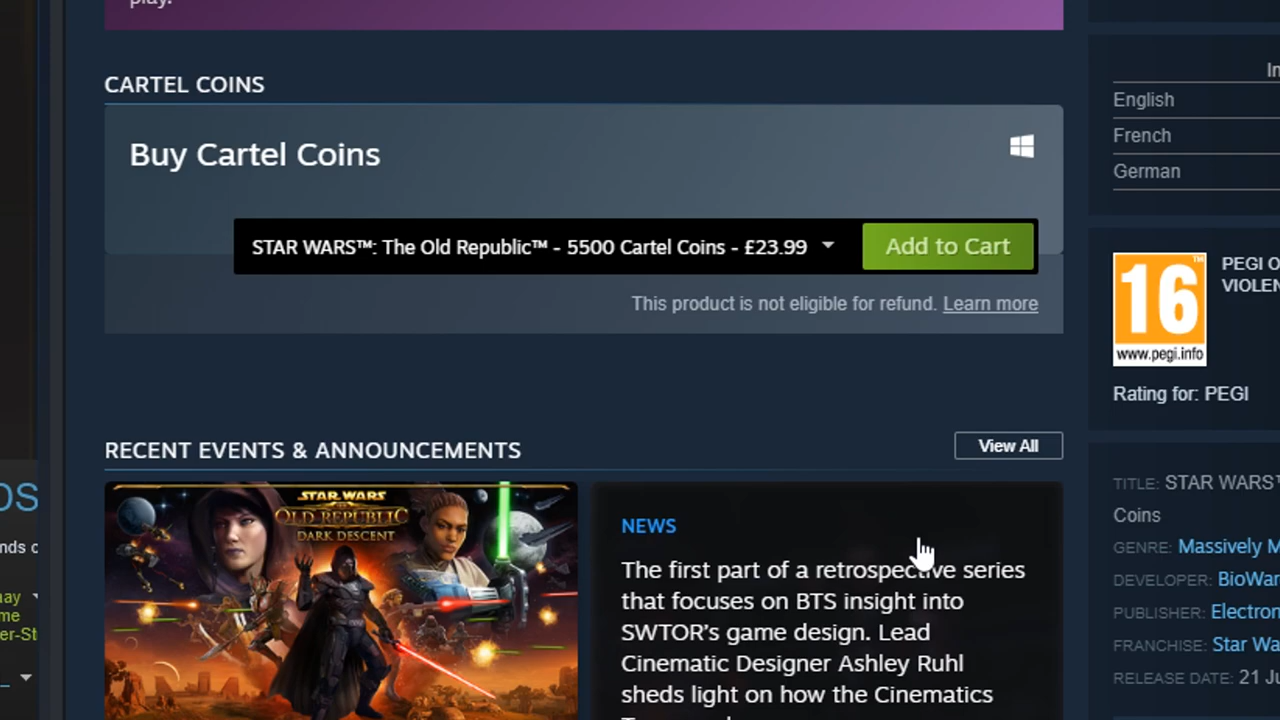 play.
CARTEL COINS
Buy Cartel Coins
STAR WARS™: The Old Republic™ - 5500 Cartel Coins - £23.99
Add to Cart
This product is not eligible for refund. Learn more
RECENT EVENTS & ANNOUNCEMENTS
View All
STAR WARS
THE OLD REPUBLIC
DARK DESCENT
NEWS
The first part of a retrospective series
that focuses on BTS insight into
SWTOR's game design. Lead
Cinematic Designer Ashley Ruhl
sheds light on how the Cinematics
English
French
German
16
www.pegi.info
PEGI
Rating for: PEGI
TITLE: STAR WARS™
Coins
GENRE: Massively
DEVELOPER:
PUBLISHER:
FRANCHISE: Star
RELEASE DATE: 21